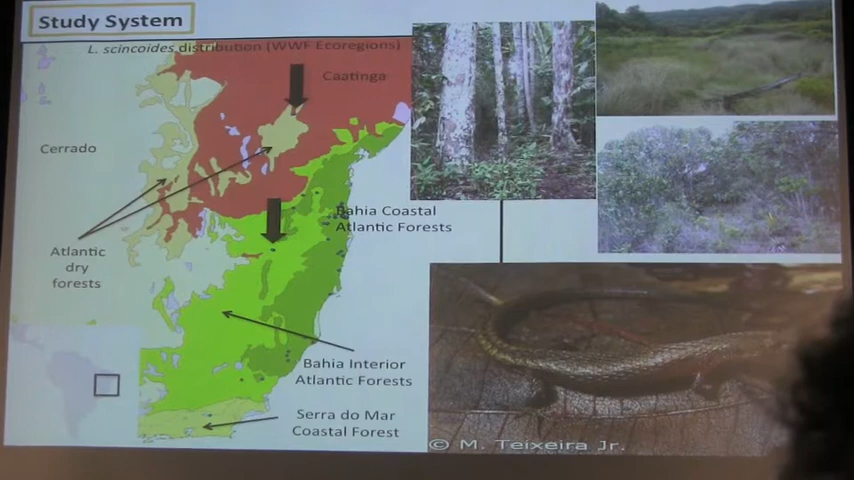 Study System
L. scincoides distribution (WWF Ecoregions)
Caatinga
Cerrado
Bahia Coastal
Atlantic Forests
Atlantic
dry
forests
Bahia Interior
Atlantic Forests
Serra do Mar
Coastal Forest
© M. Teixeira Jr.